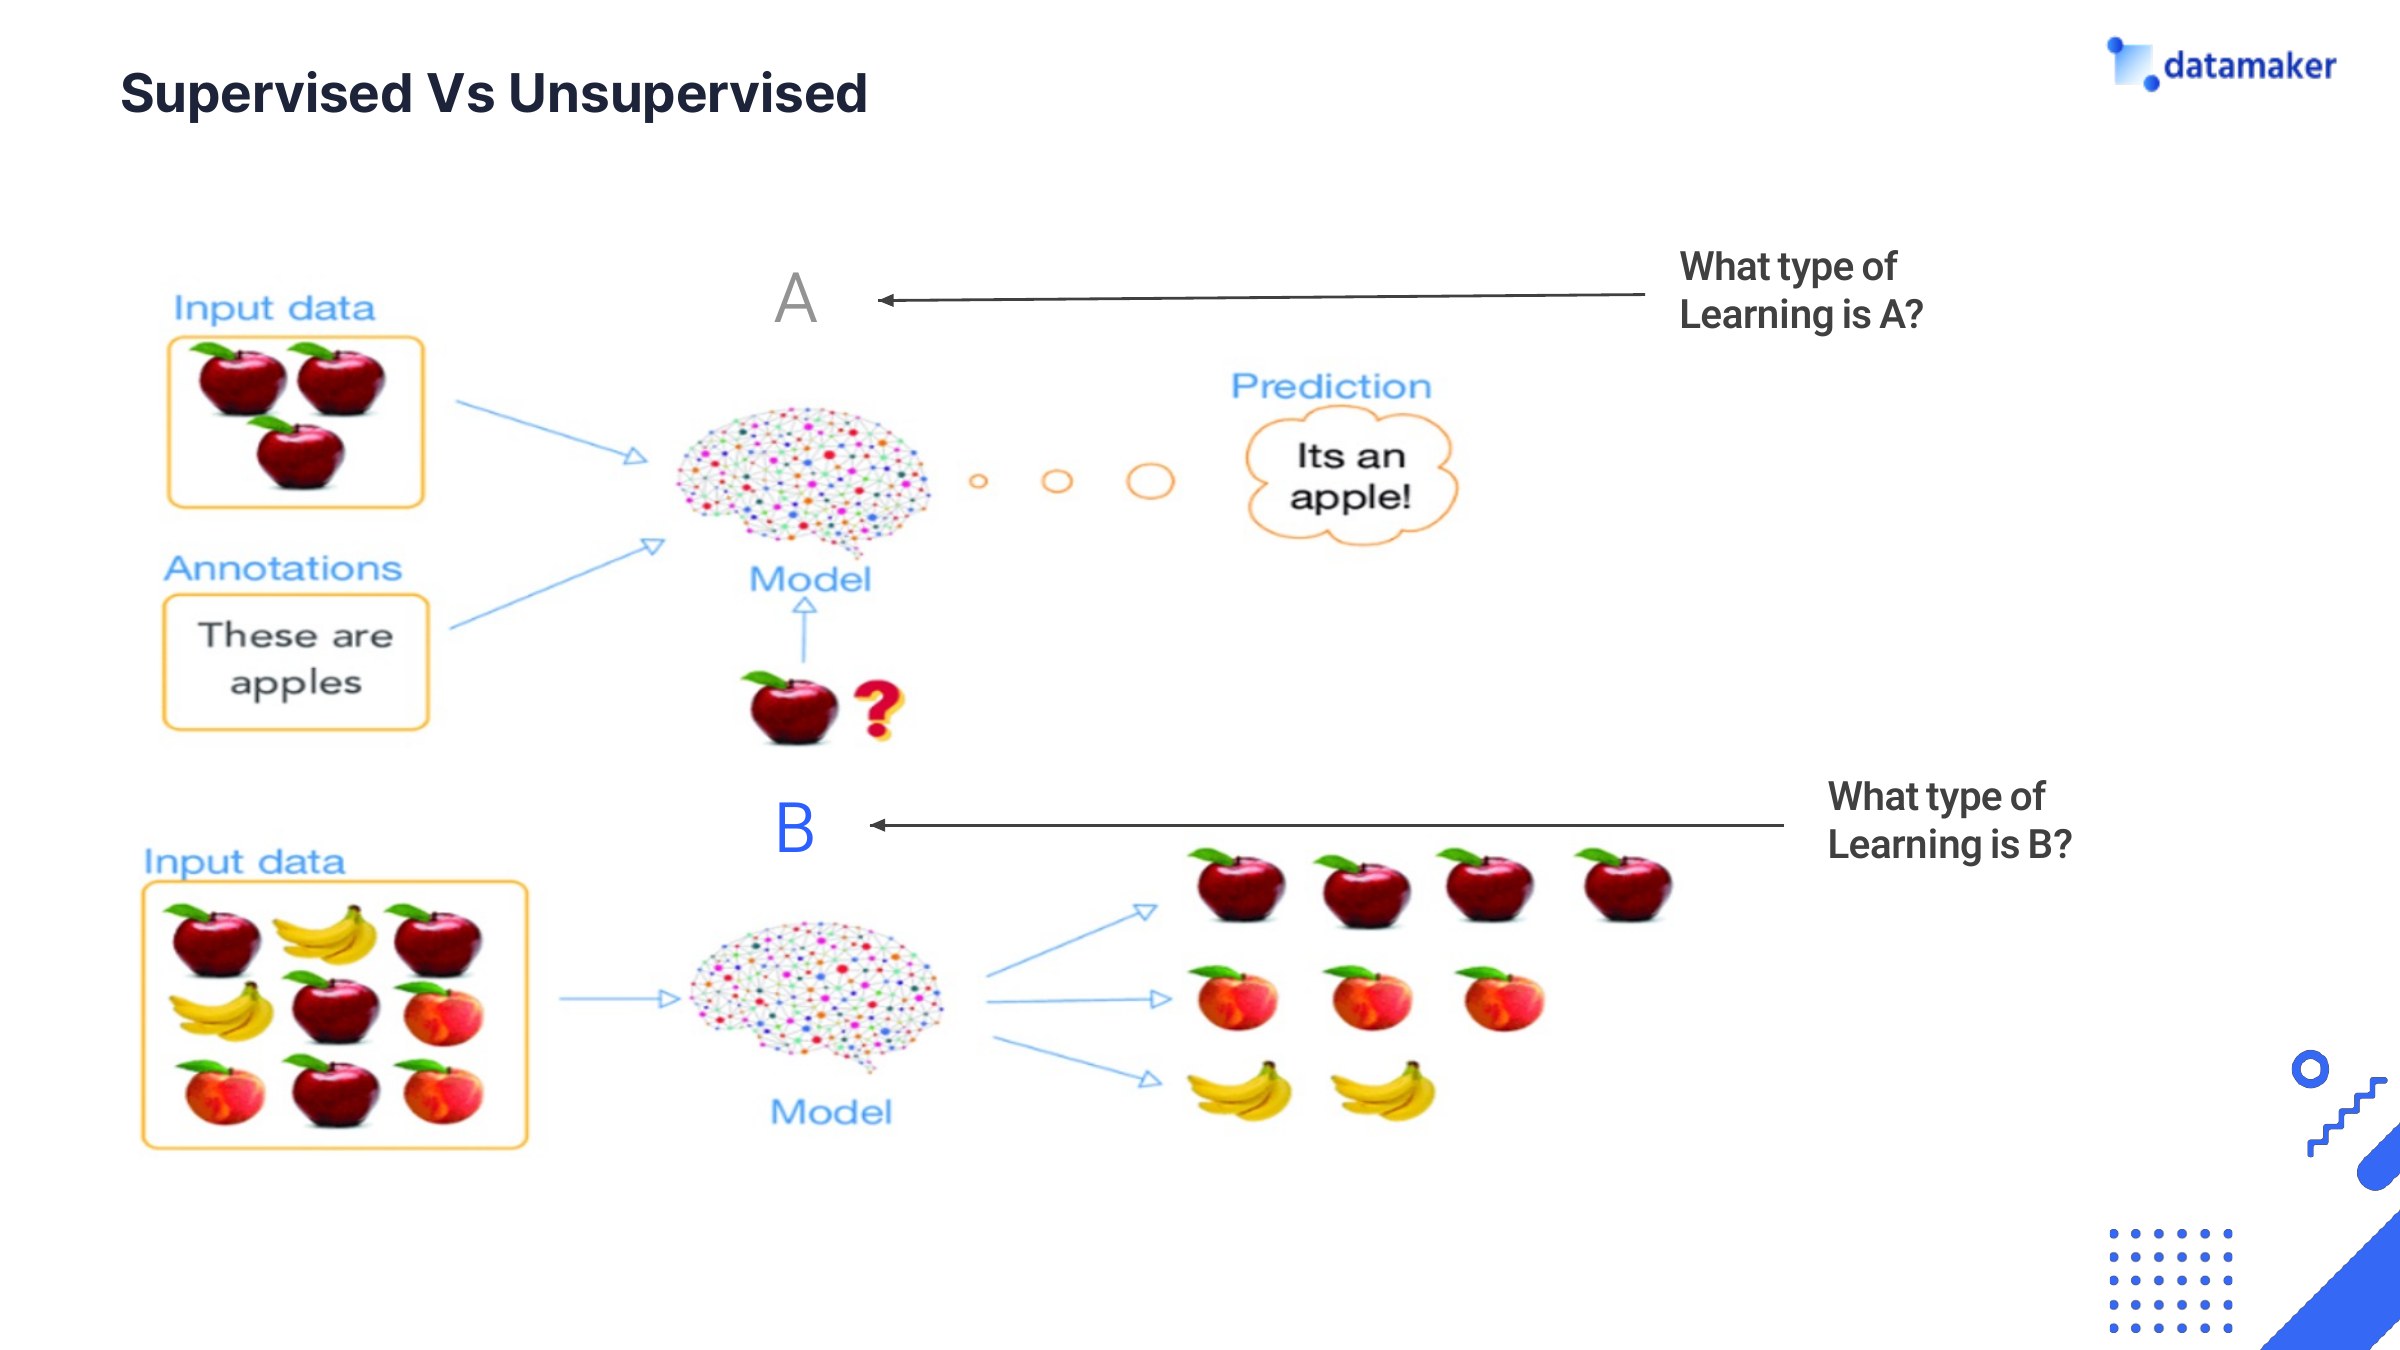 Supervised Vs Unsupervised
datamaker
A
What type of
Learning is A?
Input data
Prediction
Its an
apple!
Annotations
These are
apples
Model
?
B
What type of
Learning is B?
Input data
Model